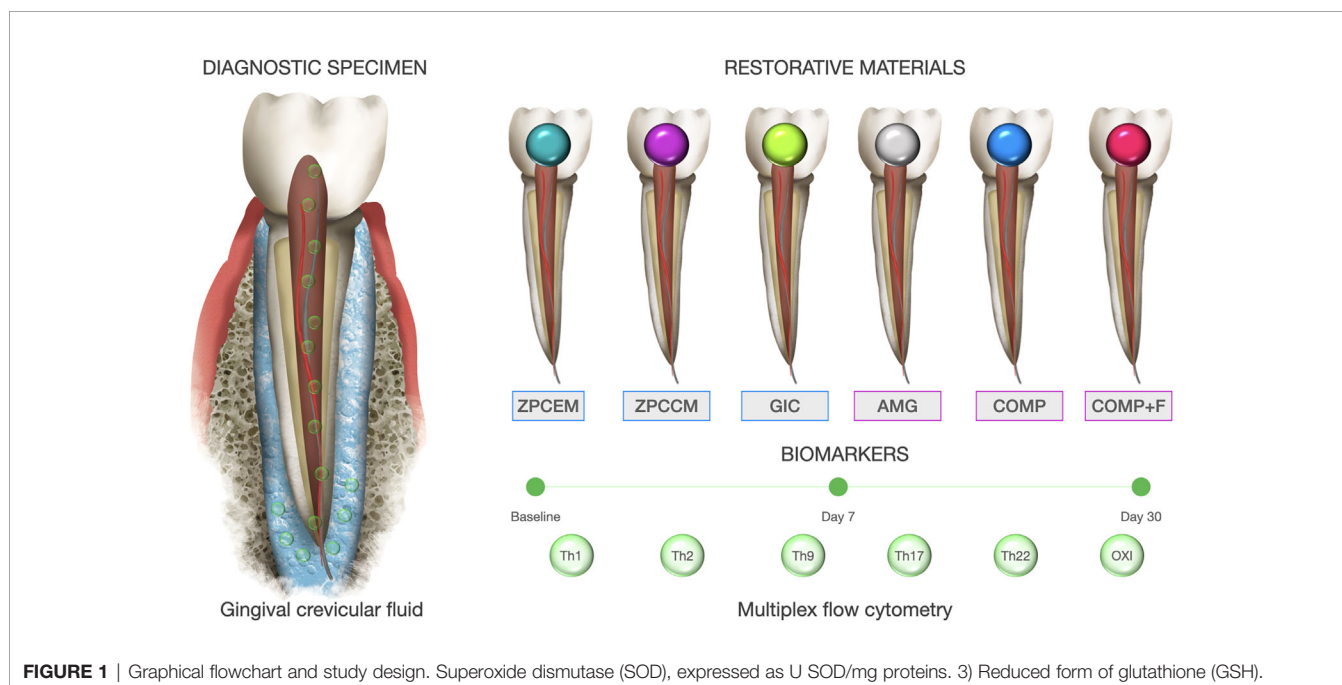 DIAGNOSTIC SPECIMEN
RESTORATIVE MATERIALS
ZPCEM
ZPCCM
GIC
AMG
COMP
COMP+F
BIOMARKERS
Baseline
Day 7
Day 30
Th1
Th2
Th9
Th17
Th22
OXI
Gingival crevicular fluid
Multiplex flow cytometry
FIGURE 1 | Graphical flowchart and study design. Superoxide dismutase (SOD), expressed as U SOD/mg proteins. 3) Reduced form of glutathione (GSH).